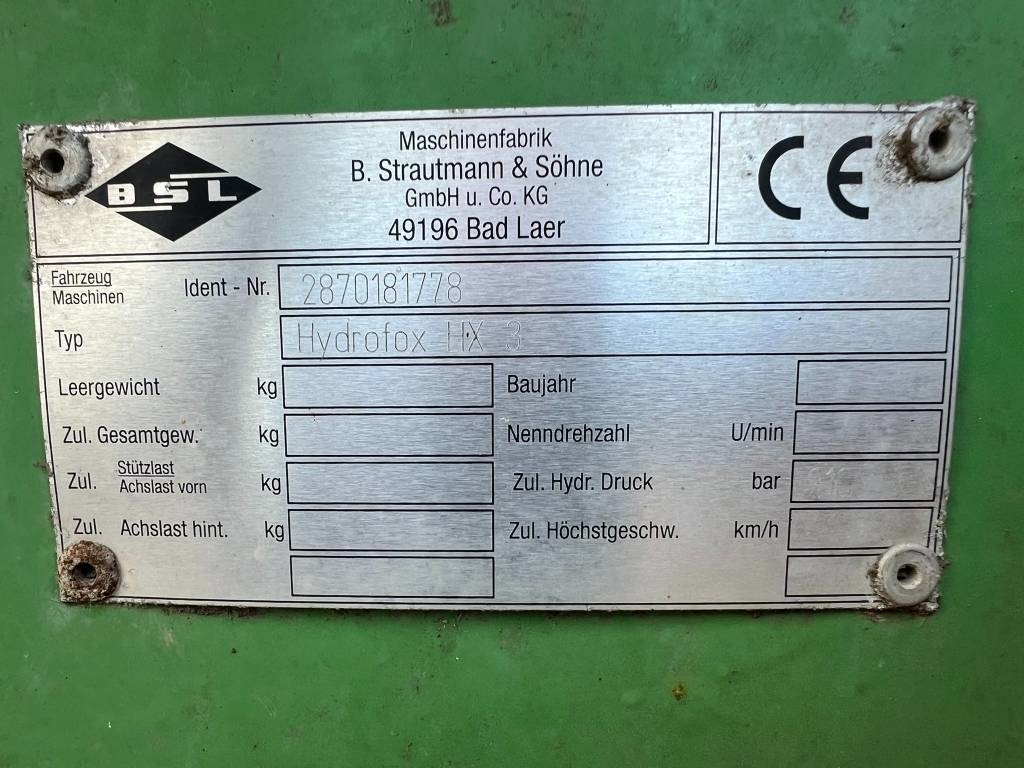 BSL
Maschinenfabrik
B. Strautmann & Söhne
GmbH u. Co. KG
49196 Bad Laer
CE
Fahrzeug
Maschinen
Ident - Nr. 2870181778
Typ Hydrofox HX 3
Leergewicht kg
Baujahr
Zul. Gesamtgew. kg
Nenndrehzahl U/min
Zul. Stützlast
Achslast vorn kg
Zul. Hydr. Druck bar
Zul. Achslast hint. kg
Zul. Höchstgeschw. km/h